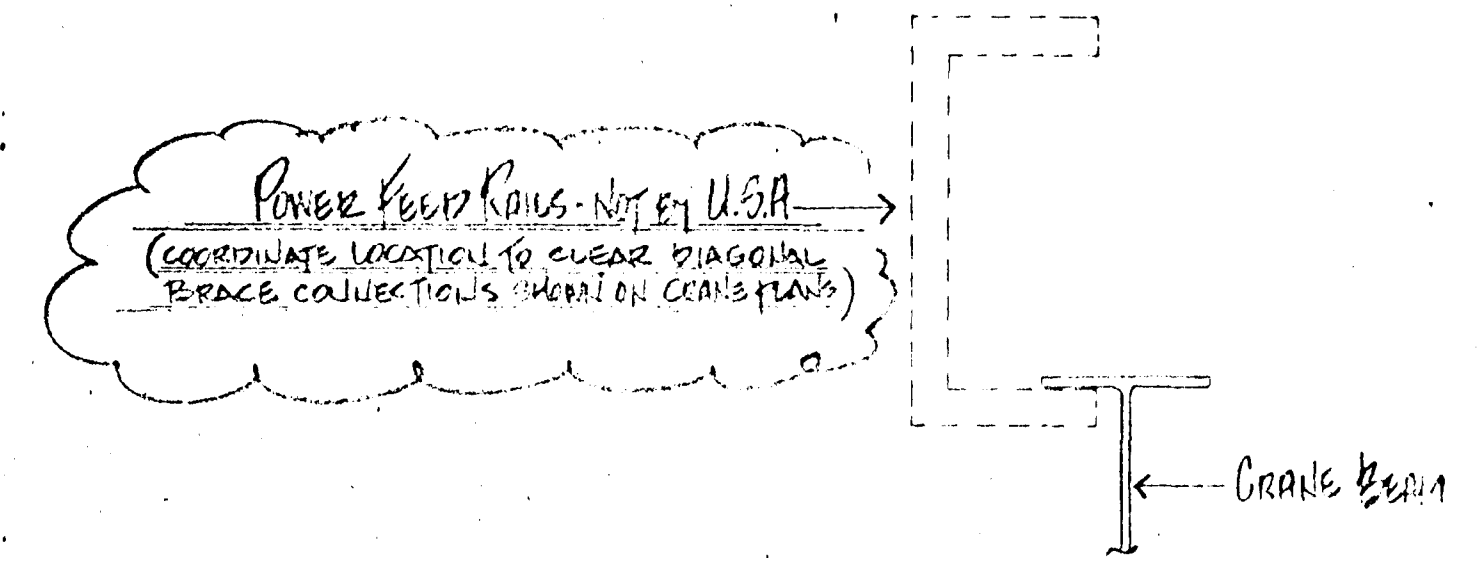 POWER FEED RAILS - NOT BY U.S.A
(COORDINATE LOCATION TO CLEAR DIAGONAL
BRACE CONNECTIONS SHOWN ON CRANE PLANS)
CRANE BEAM